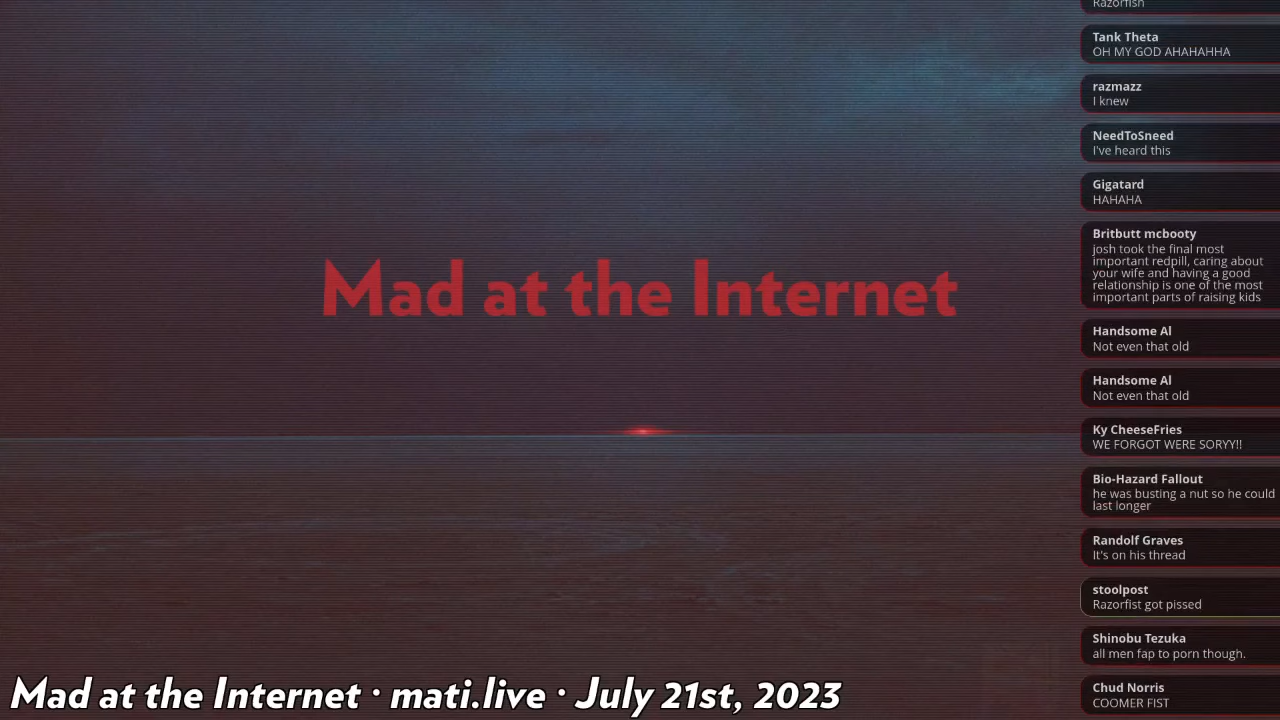 Razorfish
Tank Theta
OH MY GOD AHAHAHHA
razmazz
I knew
NeedToSneed
I've heard this
Gigatard
HAHAHA
Britbutt mcbooty
josh took the final most
important redpill, caring about
your wife and having a good
relationship is one of the most
important parts of raising kids
Handsome Al
Not even that old
Handsome Al
Not even that old
Ky CheeseFries
WE FORGOT WERE SORYY!!
Bio-Hazard Fallout
he was busting a nut so he could
last longer
Randolf Graves
It's on his thread
stoolpost
Razorfist got pissed
Shinobu Tezuka
all men fap to porn though.
Chud Norris
COOMER FIST
Mad at the Internet
Mad at the Internet · mati.live · July 21st, 2023